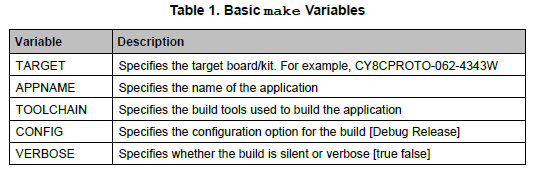 Table 1. Basic make Variables
Variable Description
TARGET Specifies the target board/kit. For example, CY8CPROTO-062-4343W
APPNAME Specifies the name of the application
TOOLCHAIN Specifies the build tools used to build the application
CONFIG Specifies the configuration option for the build [Debug Release]
VERBOSE Specifies whether the build is silent or verbose [true false]